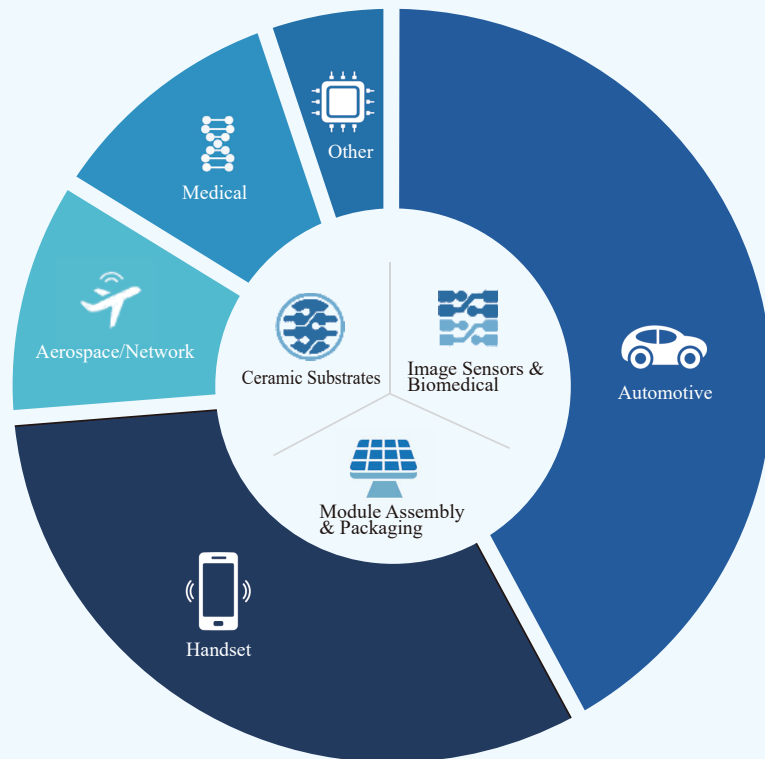 Other
Medical
Aerospace/Network
Ceramic Substrates
Image Sensors &
Biomedical
Automotive
Module Assembly
& Packaging
Handset